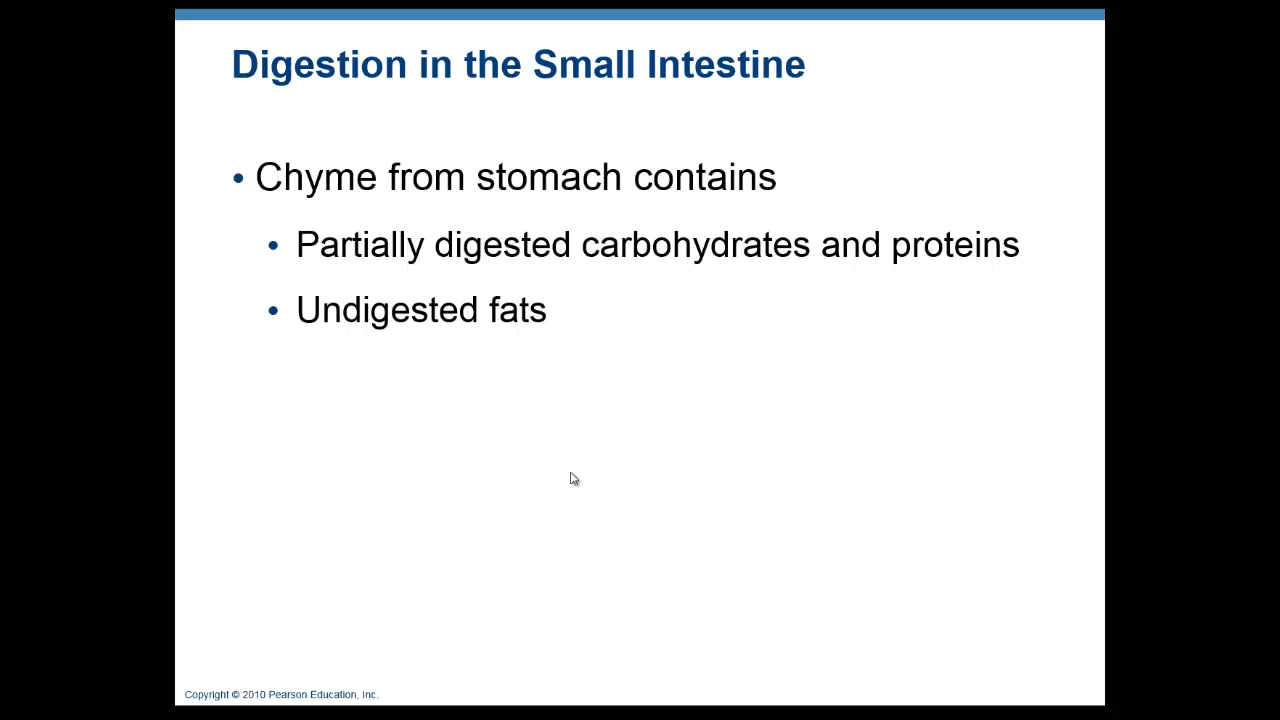 Digestion in the Small Intestine
• Chyme from stomach contains
• Partially digested carbohydrates and proteins
• Undigested fats
Copyright © 2010 Pearson Education, Inc.